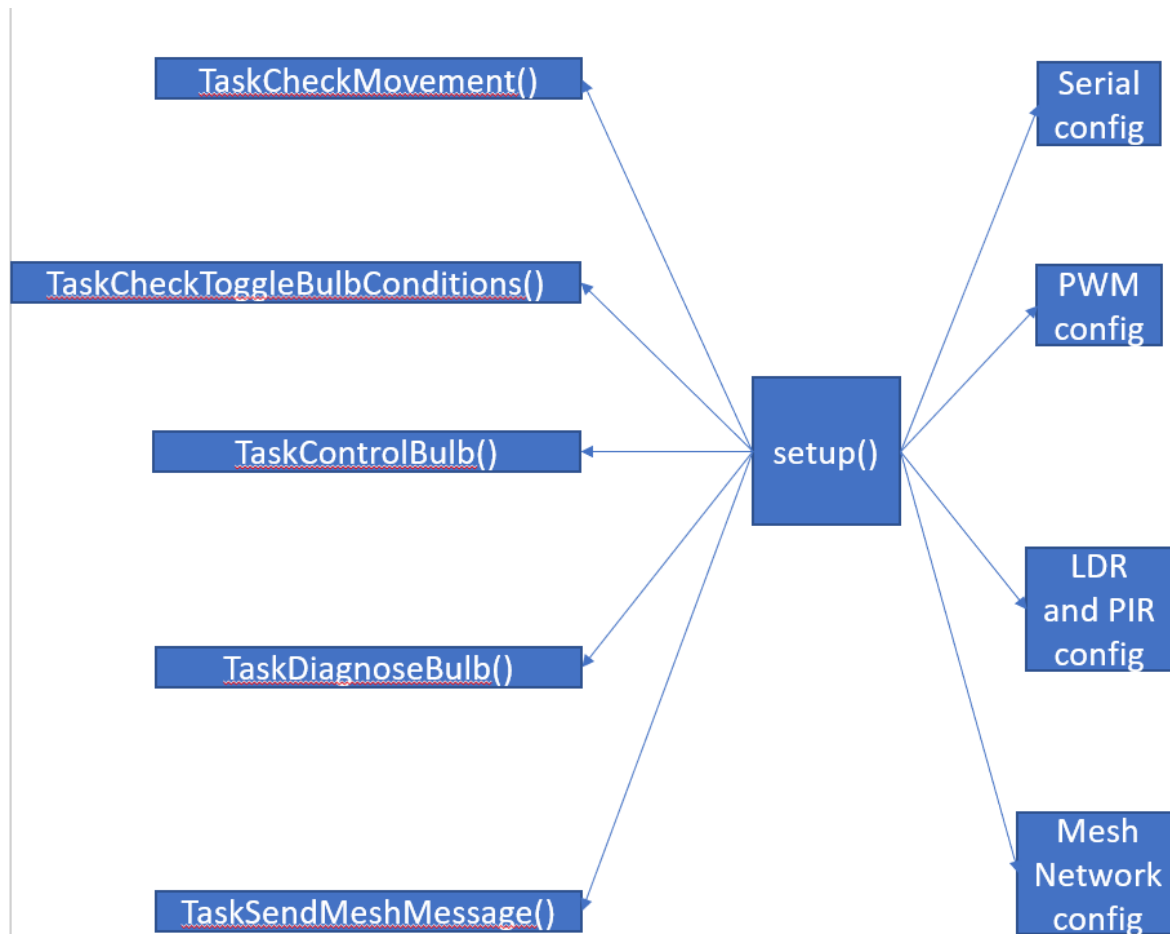 TaskCheckMovement()
Serial
config
TaskCheckToggleBulbConditions()
PWM
config
TaskControlBulb()
setup()
LDR
and PIR
config
TaskDiagnoseBulb()
Mesh
Network
config
TaskSendMeshMessage()